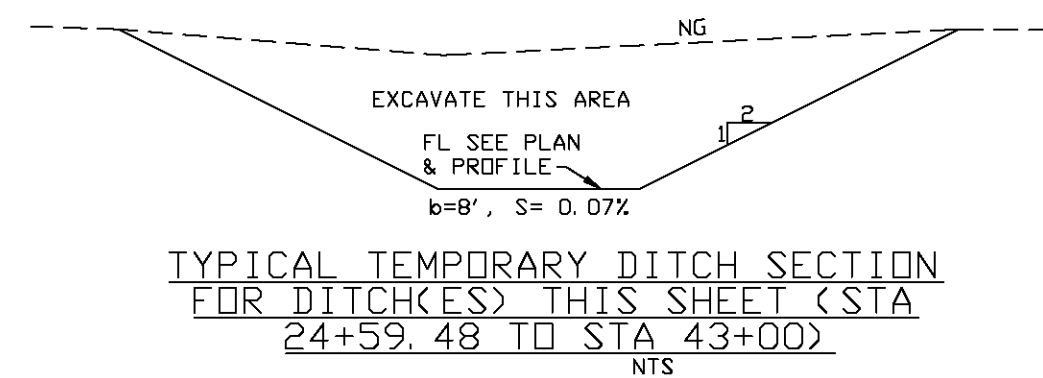 NG
EXCAVATE THIS AREA
2
1
FL SEE PLAN
& PROFILE
b=8', S= 0.07%
TYPICAL TEMPORARY DITCH SECTION
FOR DITCH(ES) THIS SHEET (STA
24+59.48 TO STA 43+00)
NTS